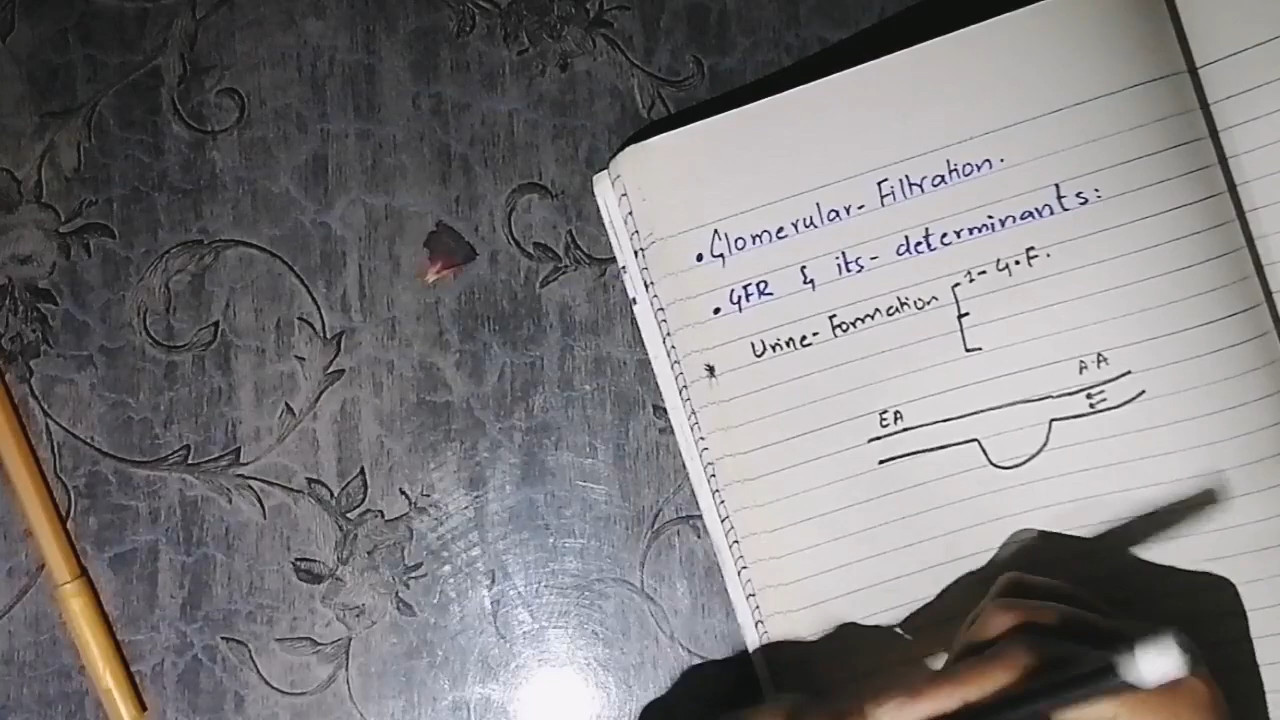 • Glomerular-Filtration.
• GFR & its-determinants:
* Urine-Formation [ 1- G.F.
A.A
EA